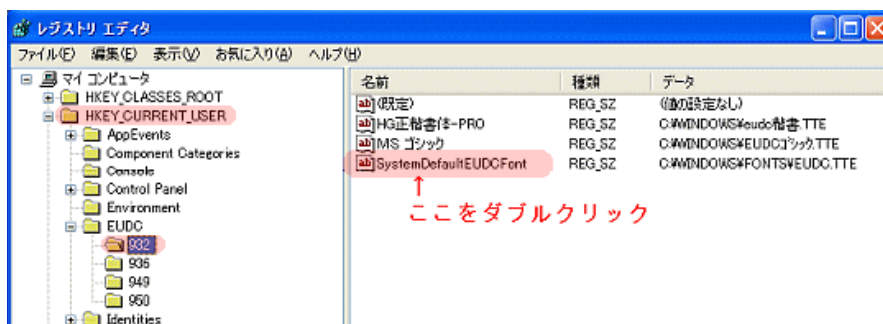 レジストリ エディタ
ファイル(F) 編集(E) 表示(V) お気に入り(A) ヘルプ(H)
マイ コンピュータ
HKEY_CLASSES_ROOT
HKEY_CURRENT_USER
AppEvents
Component Categories
Console
Control Panel
Environment
EUDC
932
936
949
950
Identities
名前 種類 データ
(既定) REG_SZ (値の設定なし)
HG正楷書体-PRO REG_SZ C:¥WINDOWS¥eudc楷書.TTE
MS ゴシック REG_SZ C:¥WINDOWS¥EUDCゴシック.TTE
SystemDefaultEUDCFont REG_SZ C:¥WINDOWS¥FONTS¥EUDC.TTE
↑
ここをダブルクリック